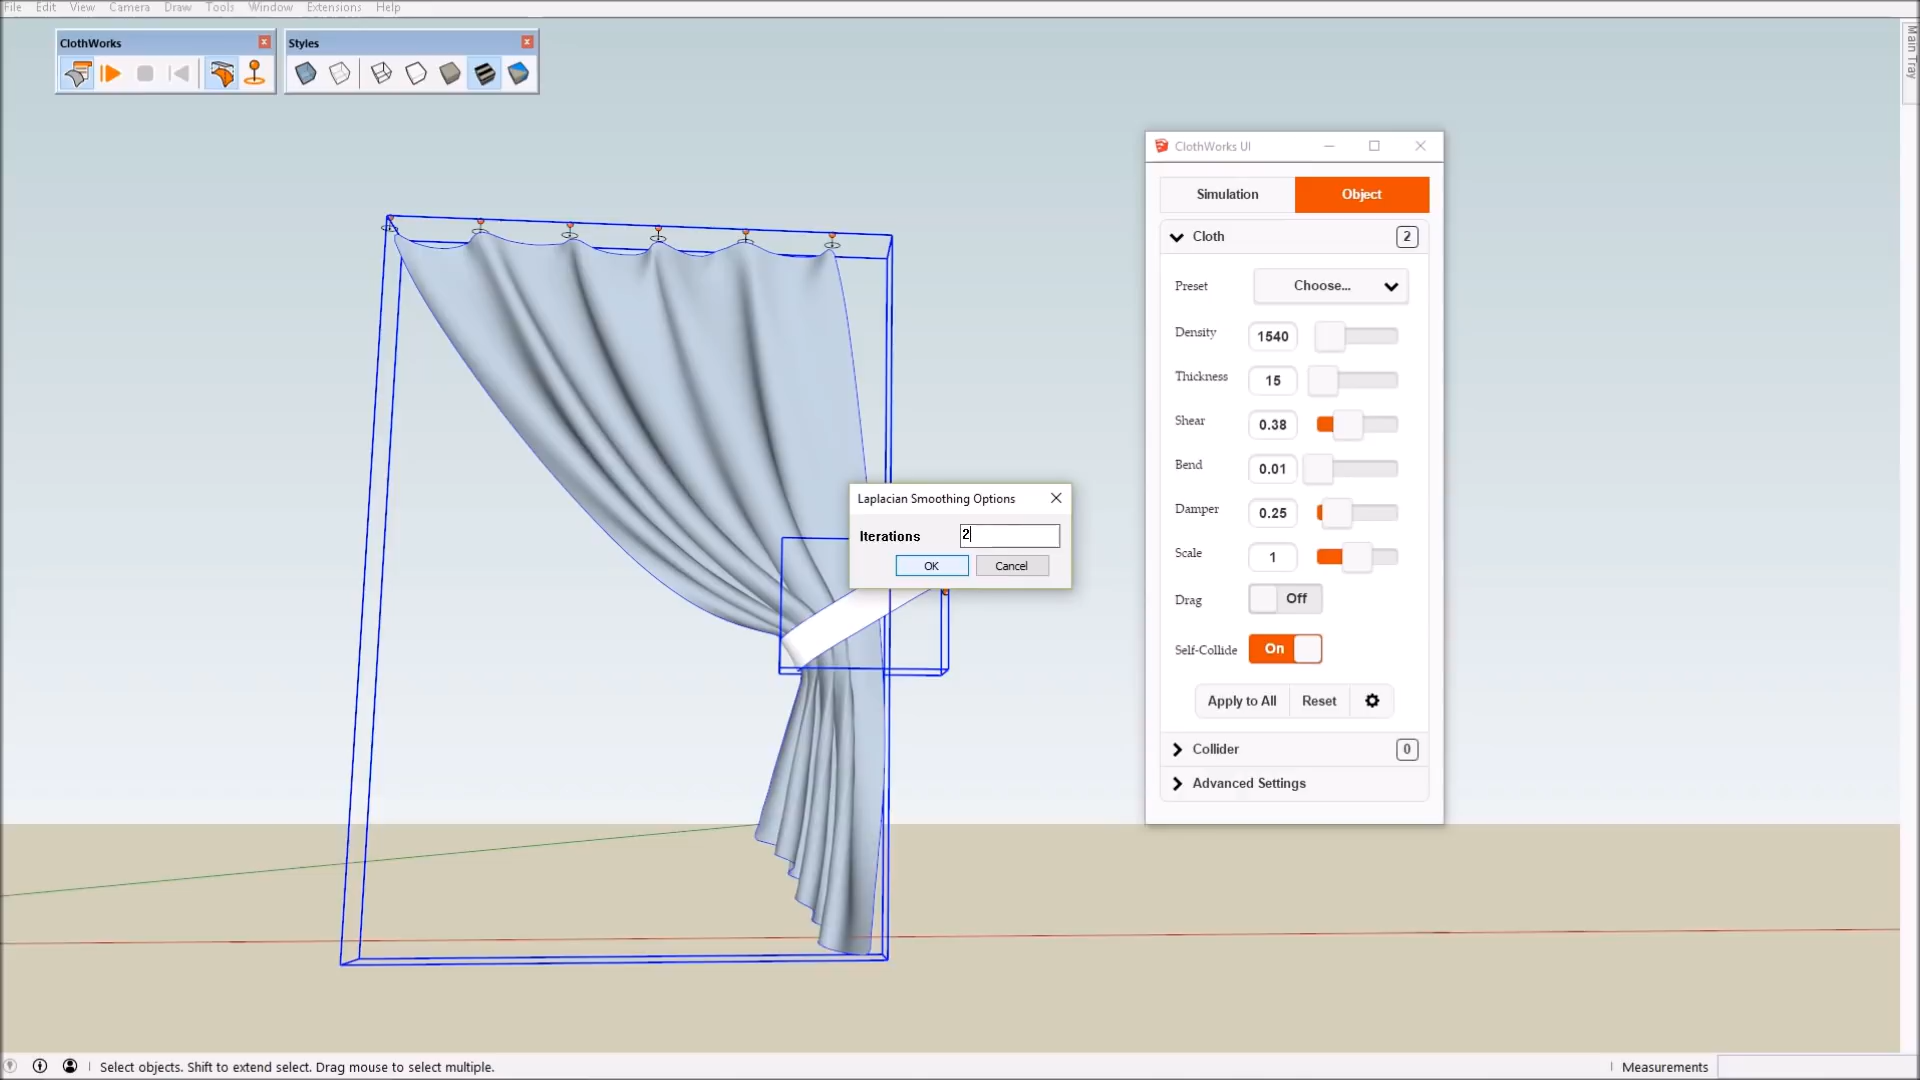 File Edit View Camera Draw Tools Window Extensions Help
Main Tray
ClothWorks
Styles
ClothWorks UI
Simulation Object
Cloth 2
Preset Choose...
Density 1540
Thickness 15
Shear 0.38
Bend 0.01
Damper 0.25
Scale 1
Drag Off
Self-Collide On
Apply to All Reset
Collider 0
Advanced Settings
Laplacian Smoothing Options
Iterations 2
OK Cancel
Select objects. Shift to extend select. Drag mouse to select multiple.
Measurements